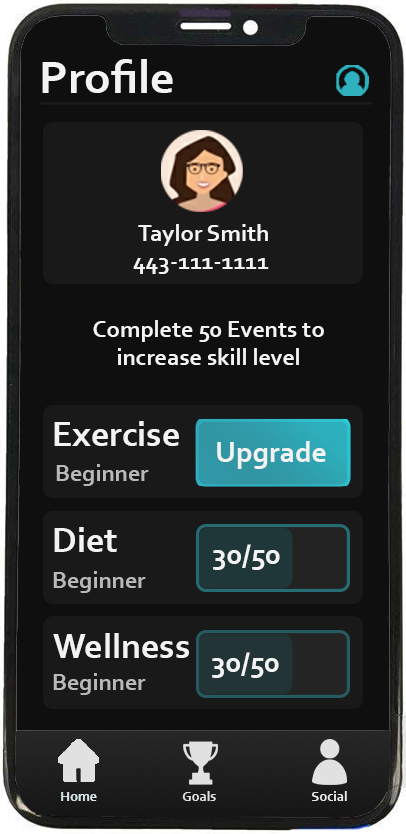 Profile
Taylor Smith
443-111-1111
Complete 50 Events to
increase skill level
Exercise
Beginner
Upgrade
Diet
Beginner
30/50
Wellness
Beginner
30/50
Home
Goals
Social